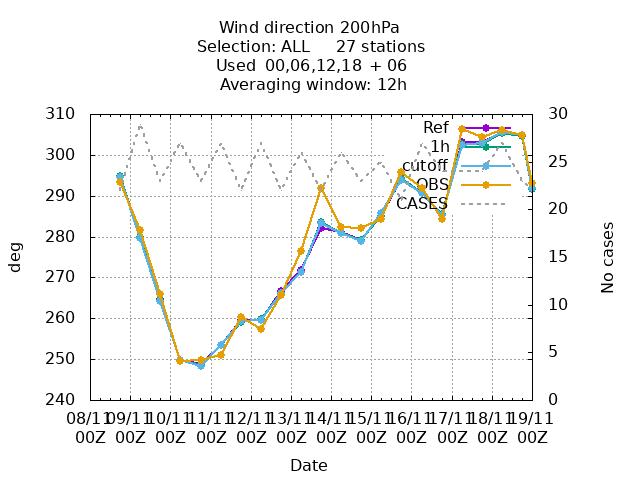 Wind direction 200hPa
Selection: ALL 27 stations
Used 00,06,12,18 + 06
Averaging window: 12h
310
300
290
280
270
260
250
240
30
25
20
15
10
5
0
deg
No cases
Ref
1h
cutoff
OBS
CASES
08/11 09/11 10/11 11/11 12/11 13/11 14/11 15/11 16/11 17/11 18/11 19/11
00Z 00Z 00Z 00Z 00Z 00Z 00Z 00Z 00Z 00Z 00Z 00Z
Date